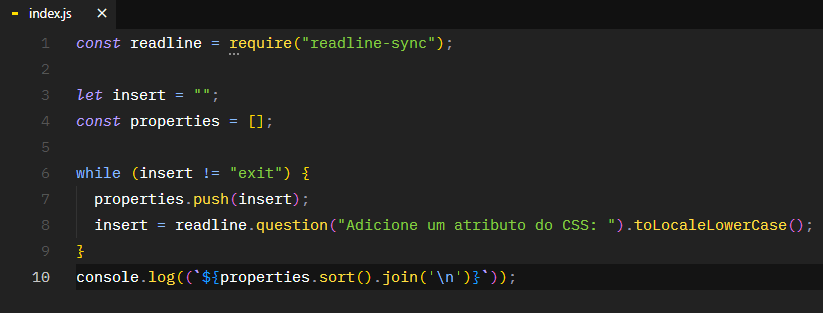 index.js ×
1 const readline = require("readline-sync");
2
3 let insert = "";
4 const properties = [];
5
6 while (insert != "exit") {
7   properties.push(insert);
8   insert = readline.question("Adicione um atributo do CSS: ").toLocaleLowerCase();
9 }
10 console.log((`${properties.sort().join('\n')}`));